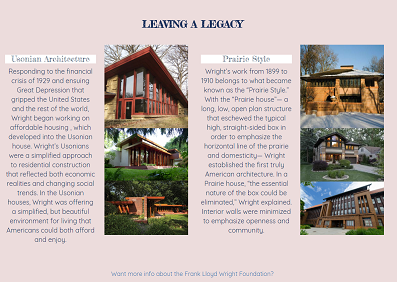 LEAVING A LEGACY
Usonian Architecture
Responding to the financial
crisis of 1929 and ensuing
Great Depression that
gripped the United States
and the rest of the world,
Wright began working on
affordable housing , which
developed into the Usonian
house. Wright's Usonians
were a simplified approach
to residential construction
that reflected both economic
realities and changing social
trends. In the Usonian
houses, Wright was offering
a simplified, but beautiful
environment for living that
Americans could both afford
and enjoy.
Prairie Style
Wright's work from 1899 to
1910 belongs to what became
known as the "Prairie Style."
With the "Prairie house"— a
long, low, open plan structure
that eschewed the typical
high, straight-sided box in
order to emphasize the
horizontal line of the prairie
and domesticity— Wright
established the first truly
American architecture. In a
Prairie house, "the essential
nature of the box could be
eliminated," Wright explained.
Interior walls were minimized
to emphasize openness and
community.
Want more info about the Frank Lloyd Wright Foundation?